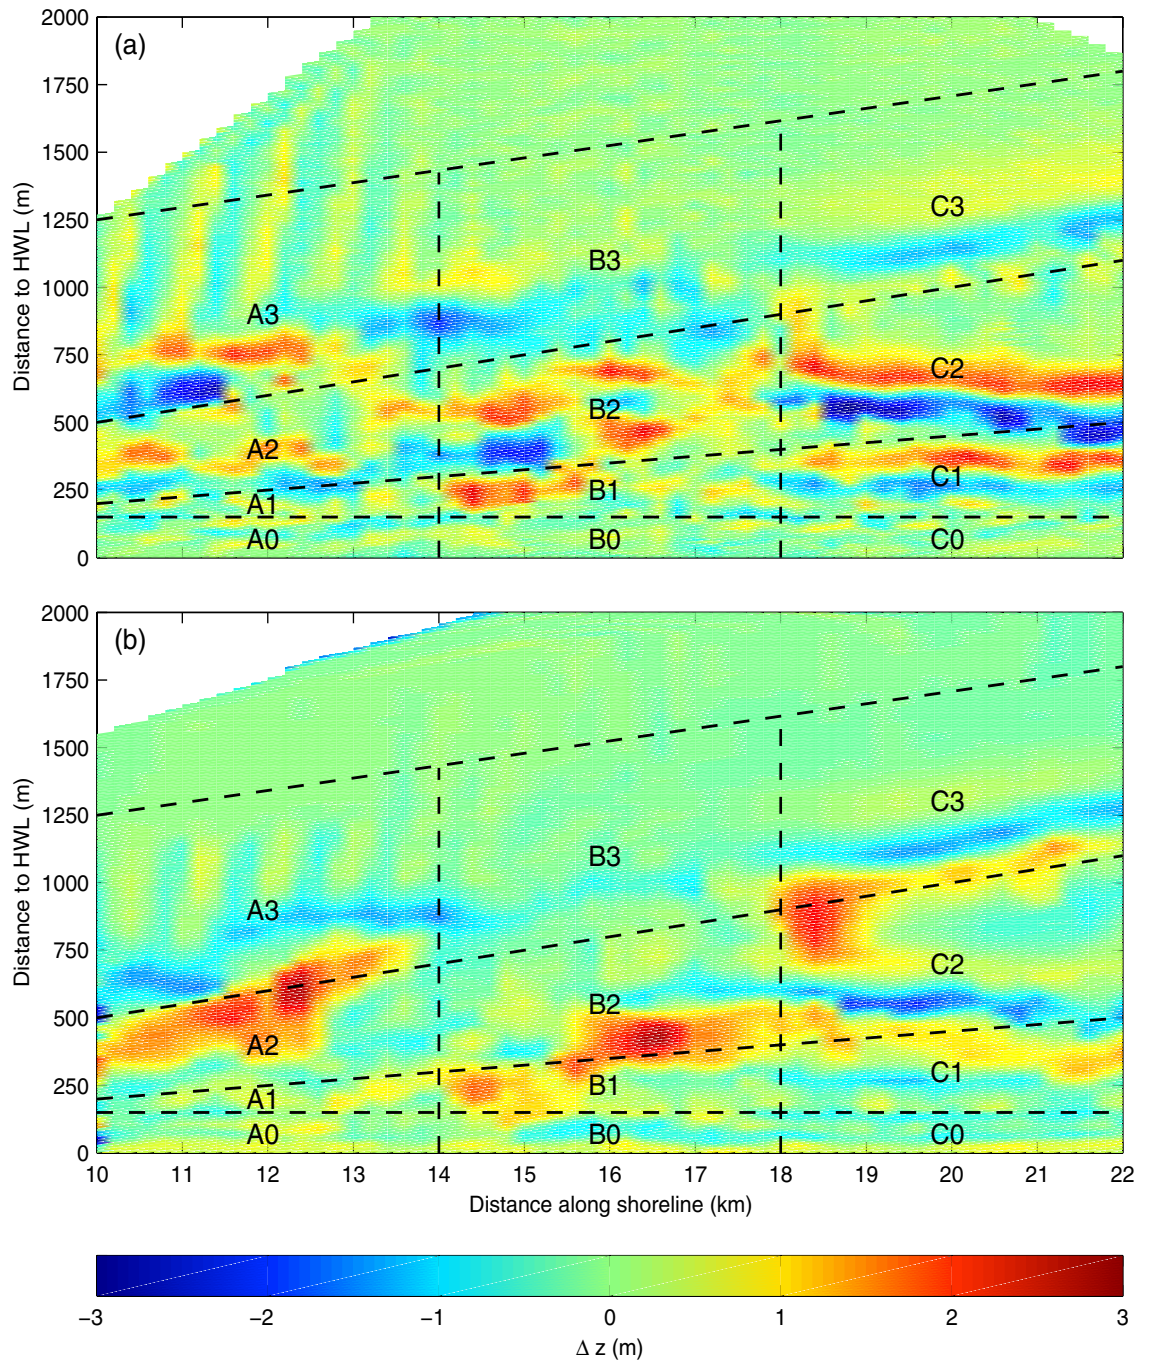 2000
(a)
1750
1500
1250
1000
750
500
250
0
Distance to HWL (m)
C3
B3
A3
C2
B2
A2
C1
B1
A1
A0
B0
C0
2000
(b)
1750
1500
1250
1000
750
500
250
0
Distance to HWL (m)
C3
B3
A3
C2
B2
A2
C1
B1
A1
A0
B0
C0
10 11 12 13 14 15 16 17 18 19 20 21 22
Distance along shoreline (km)
−3 −2 −1 0 1 2 3
Δ z (m)